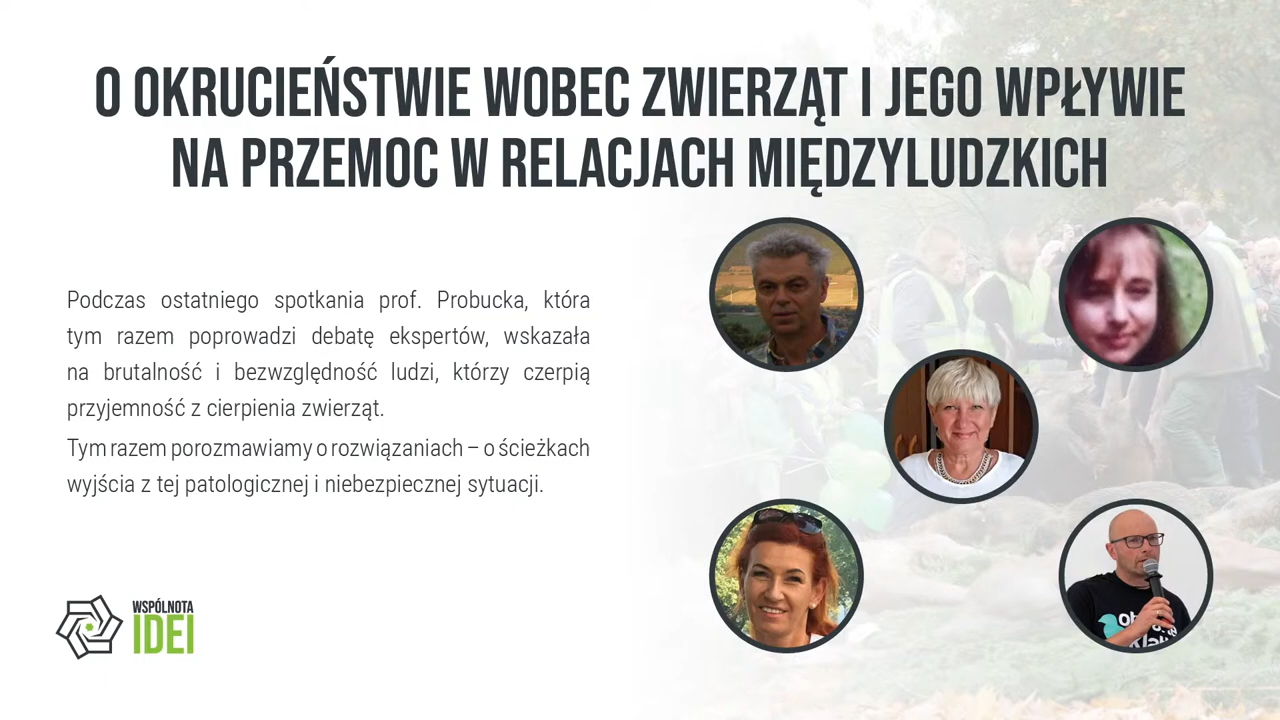 O OKRUCIEŃSTWIE WOBEC ZWIERZĄT I JEGO WPŁYWIE
NA PRZEMOC W RELACJACH MIĘDZYLUDZKICH
Podczas ostatniego spotkania prof. Probucka, która
tym razem poprowadzi debatę ekspertów, wskazała
na brutalność i bezwzględność ludzi, którzy czerpią
przyjemność z cierpienia zwierząt.
Tym razem porozmawiamy o rozwiązaniach – o ścieżkach
wyjścia z tej patologicznej i niebezpiecznej sytuacji.
WSPÓLNOTA
IDEI